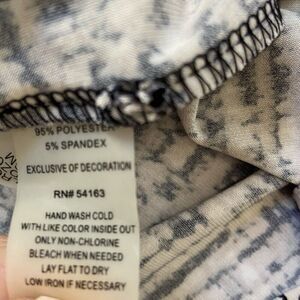 95% POLYESTER
5% SPANDEX
EXCLUSIVE OF DECORATION
RN# 54163
HAND WASH COLD
WITH LIKE COLOR INSIDE OUT
ONLY NON-CHLORINE
BLEACH WHEN NEEDED
LAY FLAT TO DRY
LOW IRON IF NECESSARY